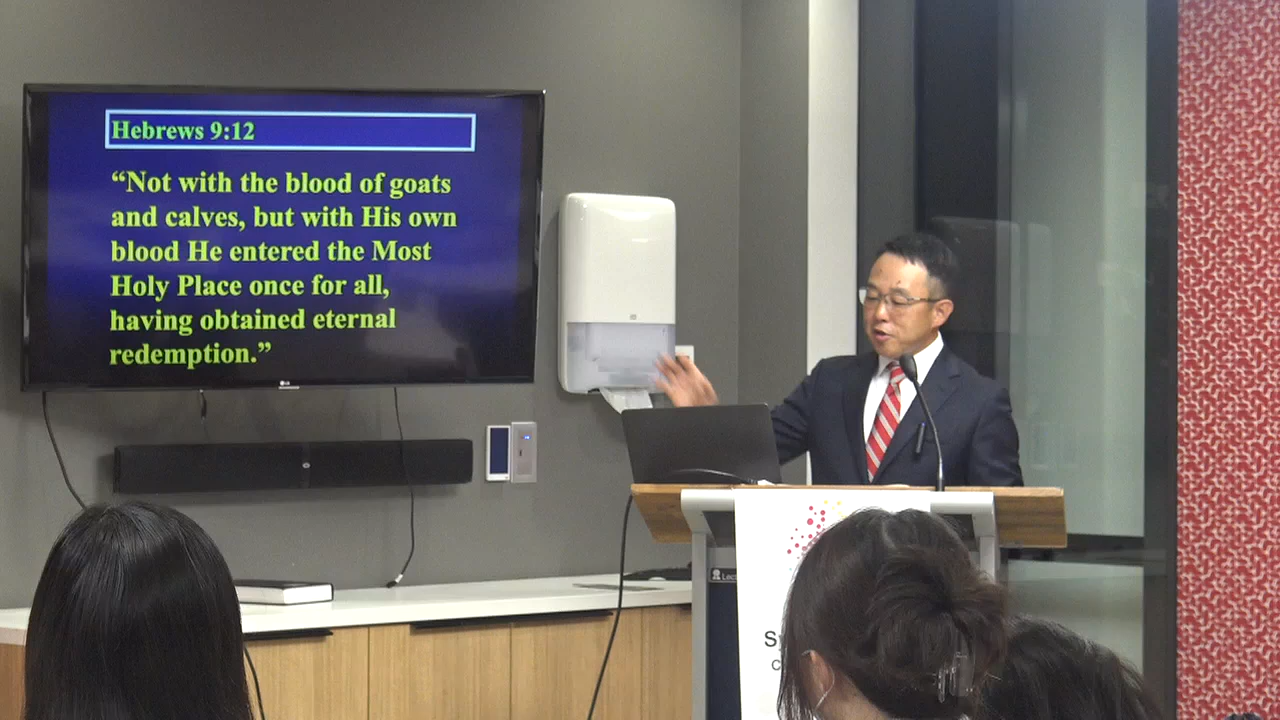 Hebrews 9:12
“Not with the blood of goats
and calves, but with His own
blood He entered the Most
Holy Place once for all,
having obtained eternal
redemption.”
LG